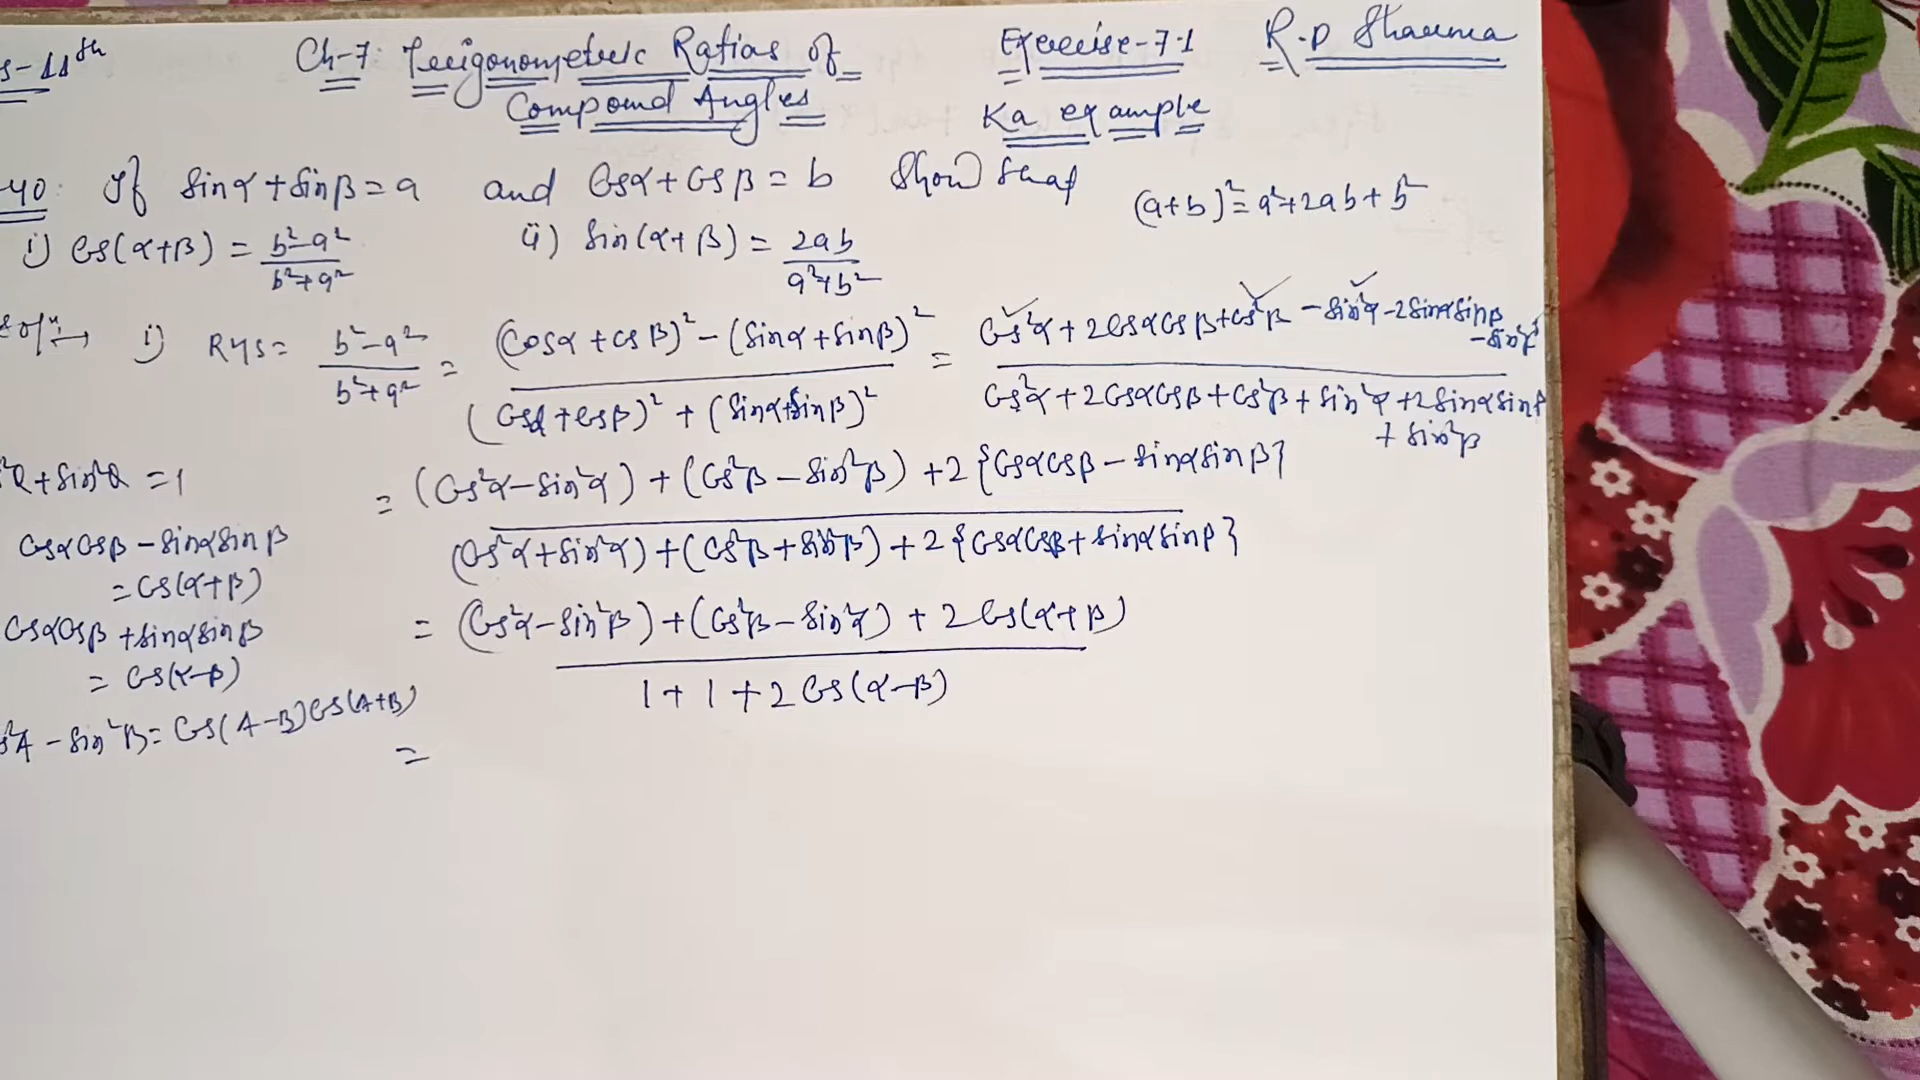 s-11th Ch-7: Trigonometric Ratios of Exercise-7.1 R.D Sharma
Compound Angles Ka example
-40: If Sinα + Sinβ = a and Cosα + Cosβ = b Show that (a+b)² = a²+2ab+b²
i) Cos(α+β) = (b²-a²)/(b²+a²) ii) Sin(α+β) = 2ab/(a²+b²)
i) RHS = (b²-a²)/(b²+a²) = ((Cosα + Cosβ)² - (Sinα + Sinβ)²)/((Cosα + Cosβ)² + (Sinα + Sinβ)²) = (Cos²α + 2CosαCosβ + Cos²β - Sin²α - 2SinαSinβ - Sin²β)/(Cos²α + 2CosαCosβ + Cos²β + Sin²α + 2SinαSinβ + Sin²β)
+ Sin²θ = 1
= ((Cos²α - Sin²α) + (Cos²β - Sin²β) + 2{CosαCosβ - SinαSinβ})/((Cos²α + Sin²α) + (Cos²β + Sin²β) + 2{CosαCosβ + SinαSinβ})
CosαCosβ - SinαSinβ
= Cos(α+β)
CosαCosβ + SinαSinβ
= Cos(α-β)
= ((Cos²α - Sin²β) + (Cos²β - Sin²α) + 2Cos(α+β))/(1 + 1 + 2Cos(α-β))
s²A - Sin²B = Cos(A-B)Cos(A+B)
=